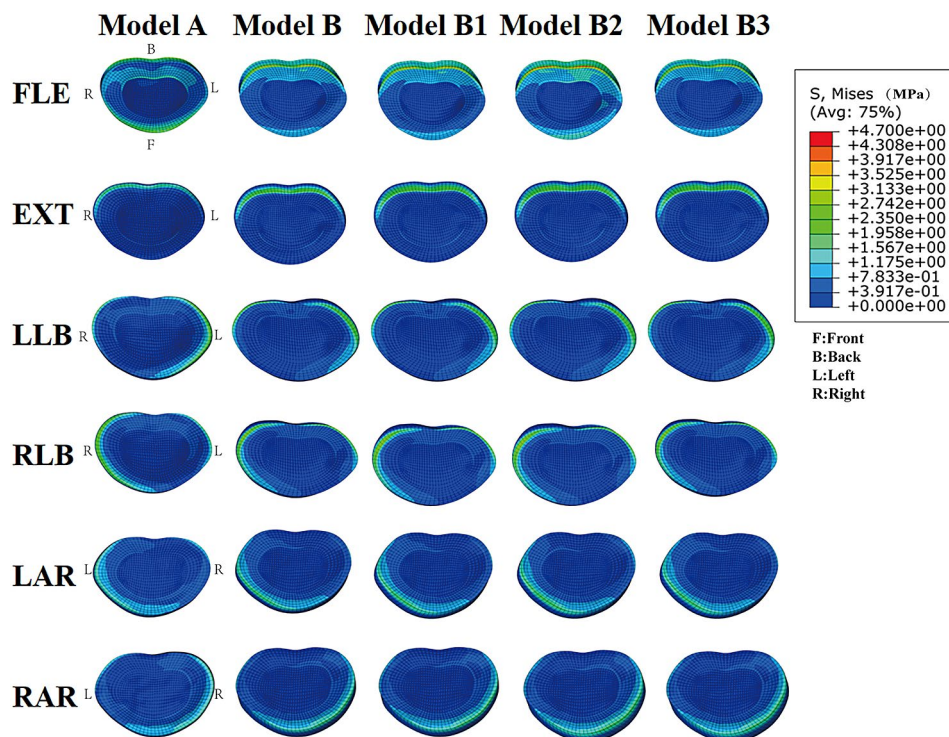 Model A Model B Model B1 Model B2 Model B3
B
FLE R L
F
S, Mises (MPa)
(Avg: 75%)
+4.700e+00
+4.308e+00
+3.917e+00
+3.525e+00
+3.133e+00
+2.742e+00
+2.350e+00
+1.958e+00
+1.567e+00
+1.175e+00
+7.833e-01
+3.917e-01
+0.000e+00
EXT R L
LLB R L
F:Front
B:Back
L:Left
R:Right
RLB R L
LAR L R
RAR L R